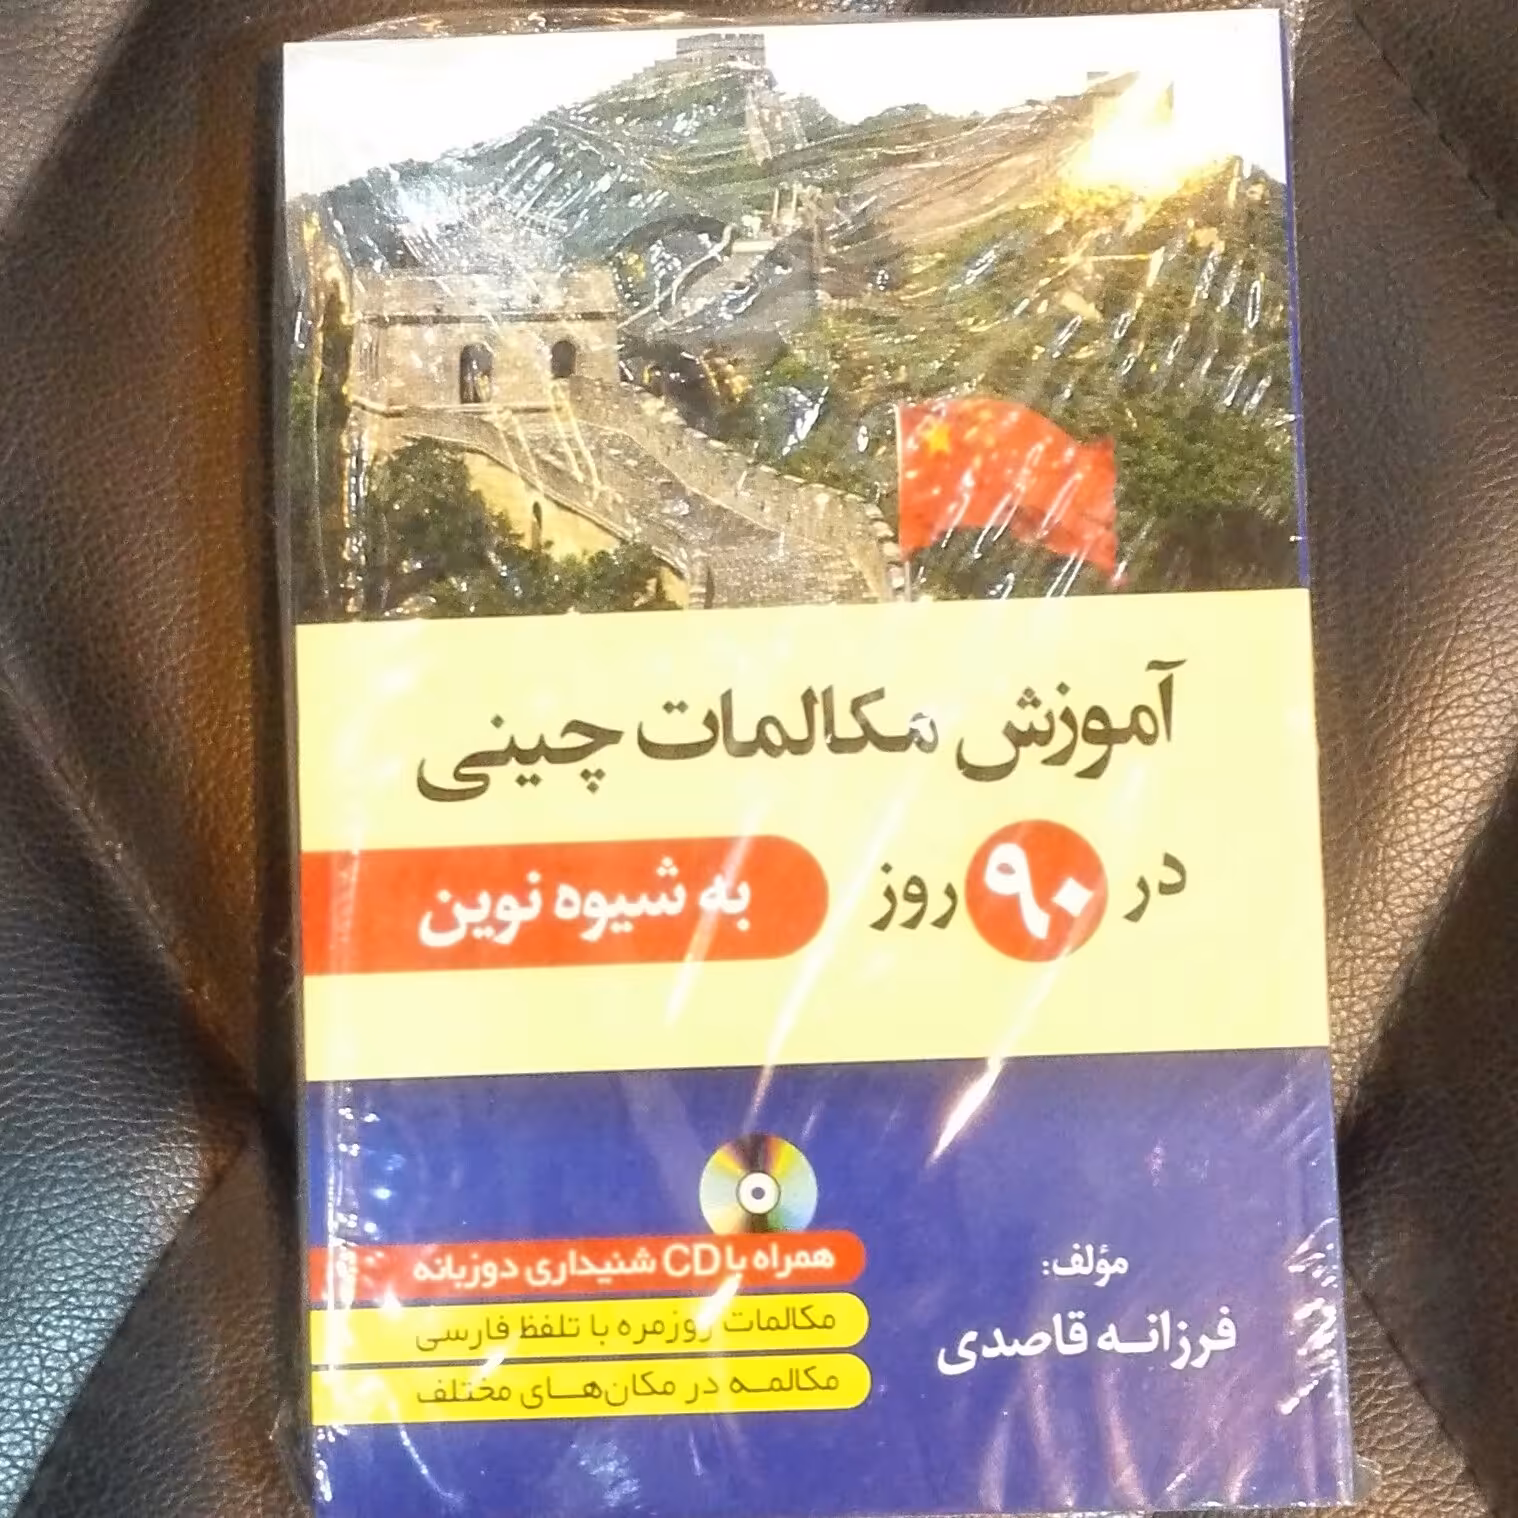 آموزش مکالمات چینی
در ۹۰ روز به شیوه نوین
همراه با CD شنیداری دوزبانه
مکالمات روزمره با تلفظ فارسی
مکالمه در مکان‌های مختلف
مؤلف:
فرزانه قاصدی